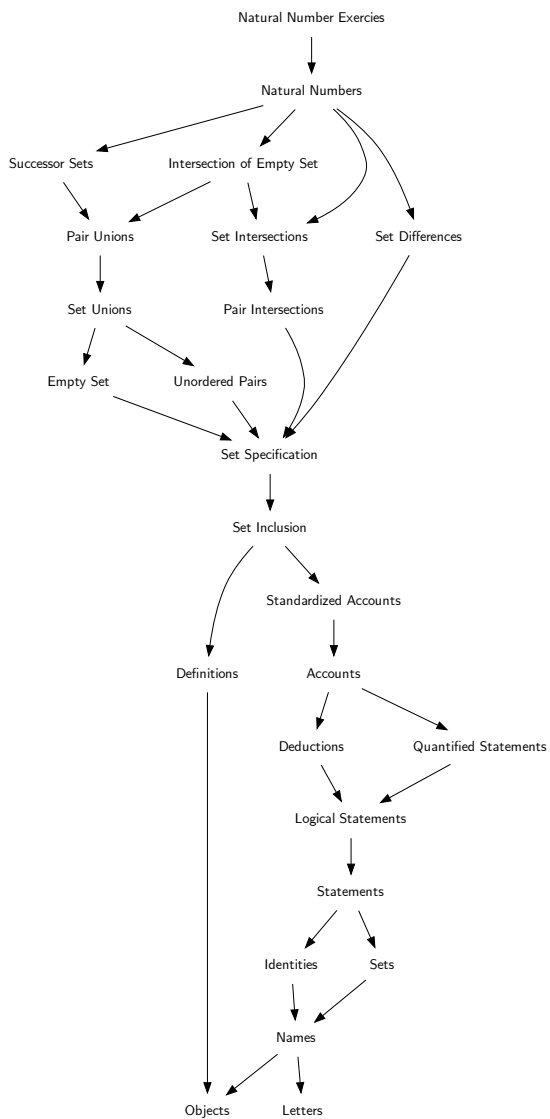 Natural Number Exercies
Natural Numbers
Successor Sets
Intersection of Empty Set
Pair Unions
Set Intersections
Set Differences
Set Unions
Pair Intersections
Empty Set
Unordered Pairs
Set Specification
Set Inclusion
Standardized Accounts
Definitions
Accounts
Deductions
Quantified Statements
Logical Statements
Statements
Identities
Sets
Names
Objects
Letters